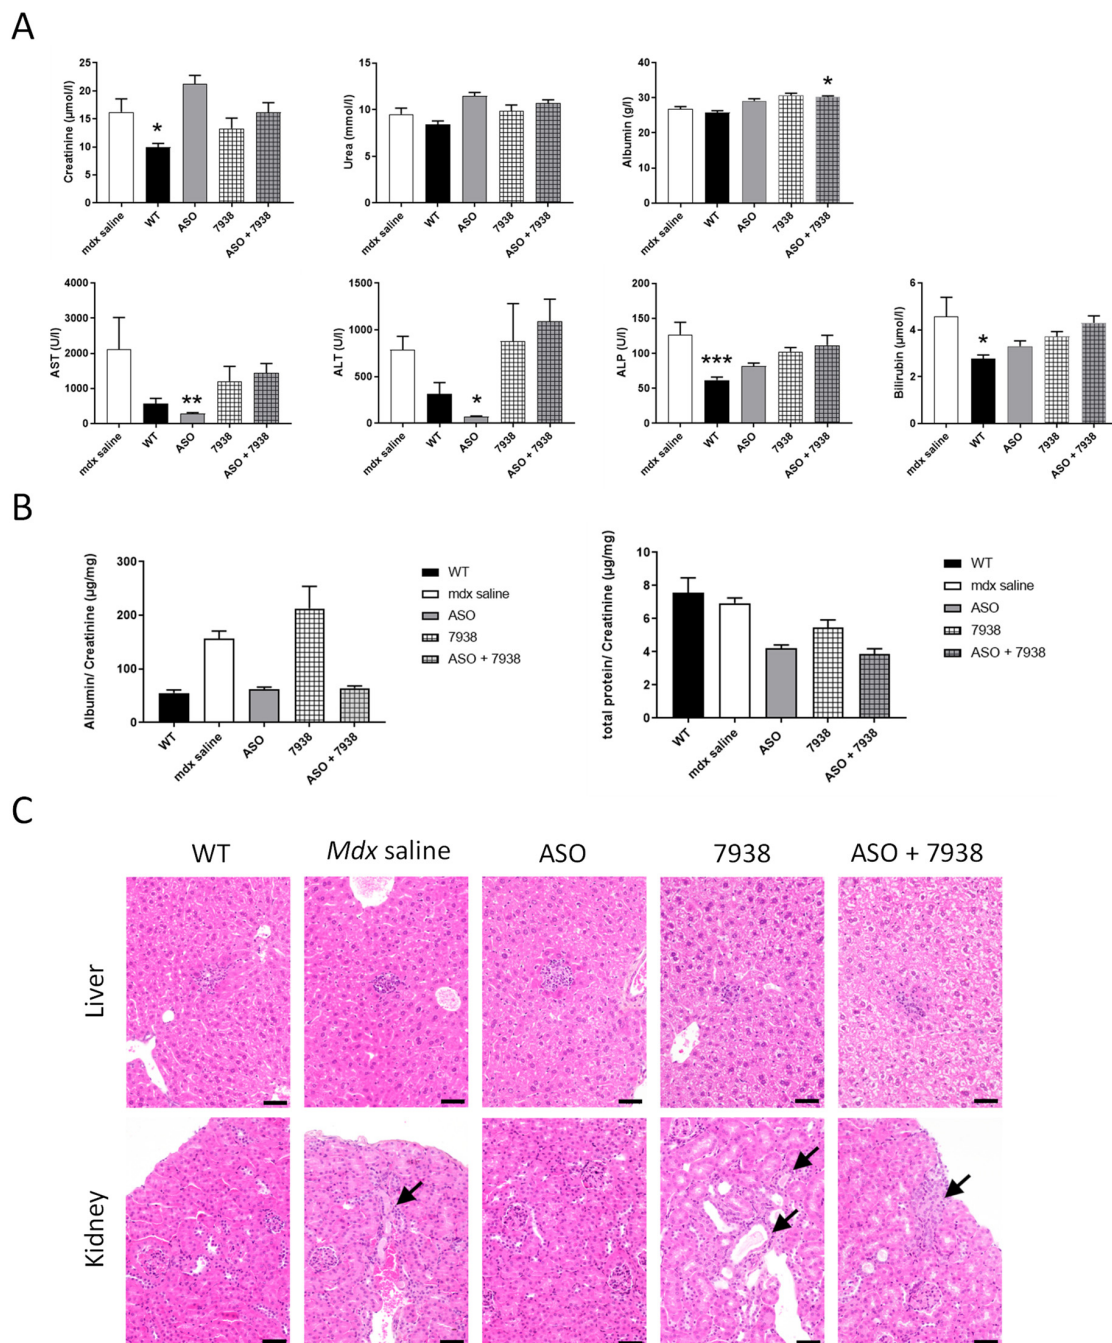 A
Creatinine (µmol/l)
25
20
15
10
5
0
*
mdx saline
WT
ASO
7938
ASO + 7938
Urea (mmol/l)
15
10
5
0
mdx saline
WT
ASO
7938
ASO + 7938
Albumin (g/l)
40
30
20
10
0
*
mdx saline
WT
ASO
7938
ASO + 7938
AST (U/l)
4000
3000
2000
1000
0
**
mdx saline
WT
ASO
7938
ASO + 7938
ALT (U/l)
1500
1000
500
0
*
mdx saline
WT
ASO
7938
ASO + 7938
ALP (U/l)
200
150
100
50
0
***
mdx saline
WT
ASO
7938
ASO + 7938
Bilirubin (µmol/l)
6
4
2
0
*
mdx saline
WT
ASO
7938
ASO + 7938
B
Albumin/ Creatinine (µg/mg)
300
200
100
0
WT
mdx saline
ASO
7938
ASO + 7938
WT
mdx saline
ASO
7938
ASO + 7938
total protein/ Creatinine (µg/mg)
10
8
6
4
2
0
WT
mdx saline
ASO
7938
ASO + 7938
WT
mdx saline
ASO
7938
ASO + 7938
C
WT
Mdx saline
ASO
7938
ASO + 7938
Liver
Kidney